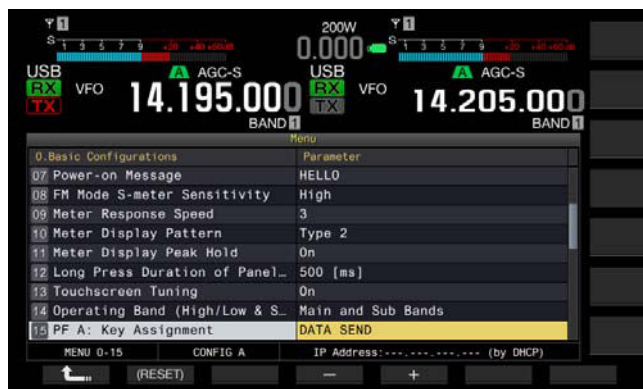 1 200W 1
S 1 3 5 7 9 +20 +40 +60dB 0.000 S 1 3 5 7 9 +20 +40 +60dB
USB A AGC-S USB A AGC-S
RX VFO 14.195.000 RX VFO 14.205.000
TX TX
BAND 1 BAND 1
Menu
0.Basic Configurations Parameter
07 Power-on Message HELLO
08 FM Mode S-meter Sensitivity High
09 Meter Response Speed 3
10 Meter Display Pattern Type 2
11 Meter Display Peak Hold On
12 Long Press Duration of Panel… 500 [ms]
13 Touchscreen Tuning On
14 Operating Band (High/Low & S… Main and Sub Bands
15 PF A: Key Assignment DATA SEND
MENU 0-15 CONFIG A IP Address:---.---.---.--- (by DHCP)
(RESET) − +